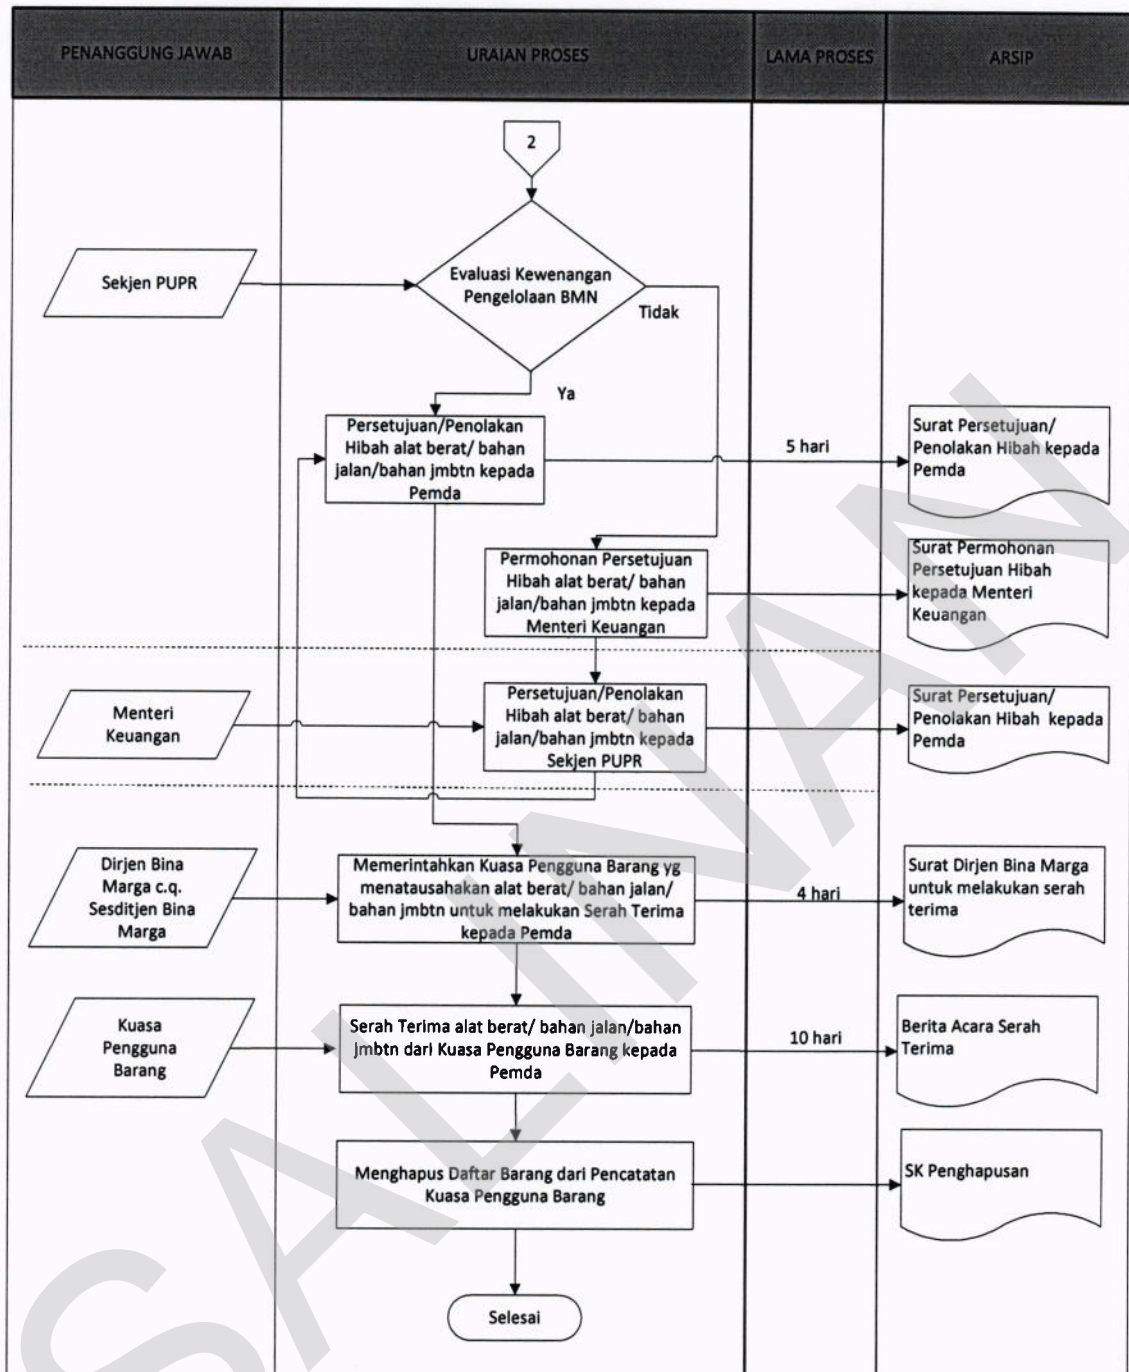 PENANGGUNG JAWAB
URAIAN PROSES
LAMA PROSES
ARSIP
2
Sekjen PUPR
Evaluasi Kewenangan
Pengelolaan BMN
Tidak
Ya
Persetujuan/Penolakan
Hibah alat berat/ bahan
jalan/bahan jmbtn kepada
Pemda
5 hari
Surat Persetujuan/
Penolakan Hibah kepada
Pemda
Permohonan Persetujuan
Hibah alat berat/ bahan
jalan/bahan jmbtn kepada
Menteri Keuangan
Surat Permohonan
Persetujuan Hibah
kepada Menteri
Keuangan
Menteri
Keuangan
Persetujuan/Penolakan
Hibah alat berat/ bahan
jalan/bahan jmbtn kepada
Sekjen PUPR
Surat Persetujuan/
Penolakan Hibah kepada
Pemda
Dirjen Bina
Marga c.q.
Sesditjen Bina
Marga
Memerintahkan Kuasa Pengguna Barang yg
menatausahakan alat berat/ bahan jalan/
bahan jmbtn untuk melakukan Serah Terima
kepada Pemda
4 hari
Surat Dirjen Bina Marga
untuk melakukan serah
terima
Kuasa
Pengguna
Barang
Serah Terima alat berat/ bahan jalan/bahan
jmbtn dari Kuasa Pengguna Barang kepada
Pemda
10 hari
Berita Acara Serah
Terima
Menghapus Daftar Barang dari Pencatatan
Kuasa Pengguna Barang
SK Penghapusan
Selesai
SALINAN